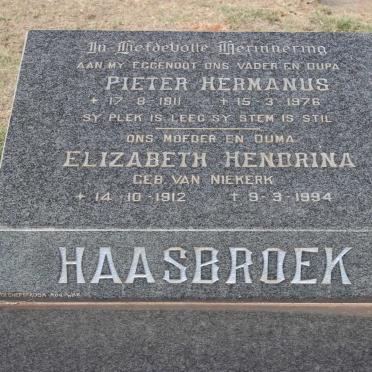 In Liefdevolle Herinnering
AAN MY EGGENOOT ONS VADER EN OUPA
PIETER HERMANUS
+ 17-8-1911 † 15-3-1976
SY PLEK IS LEEG SY STEM IS STIL
ONS MOEDER EN OUMA
ELIZABETH HENDRINA
GEB. VAN NIEKERK
+ 14-10-1912 † 9-3-1994
HAASBROEK